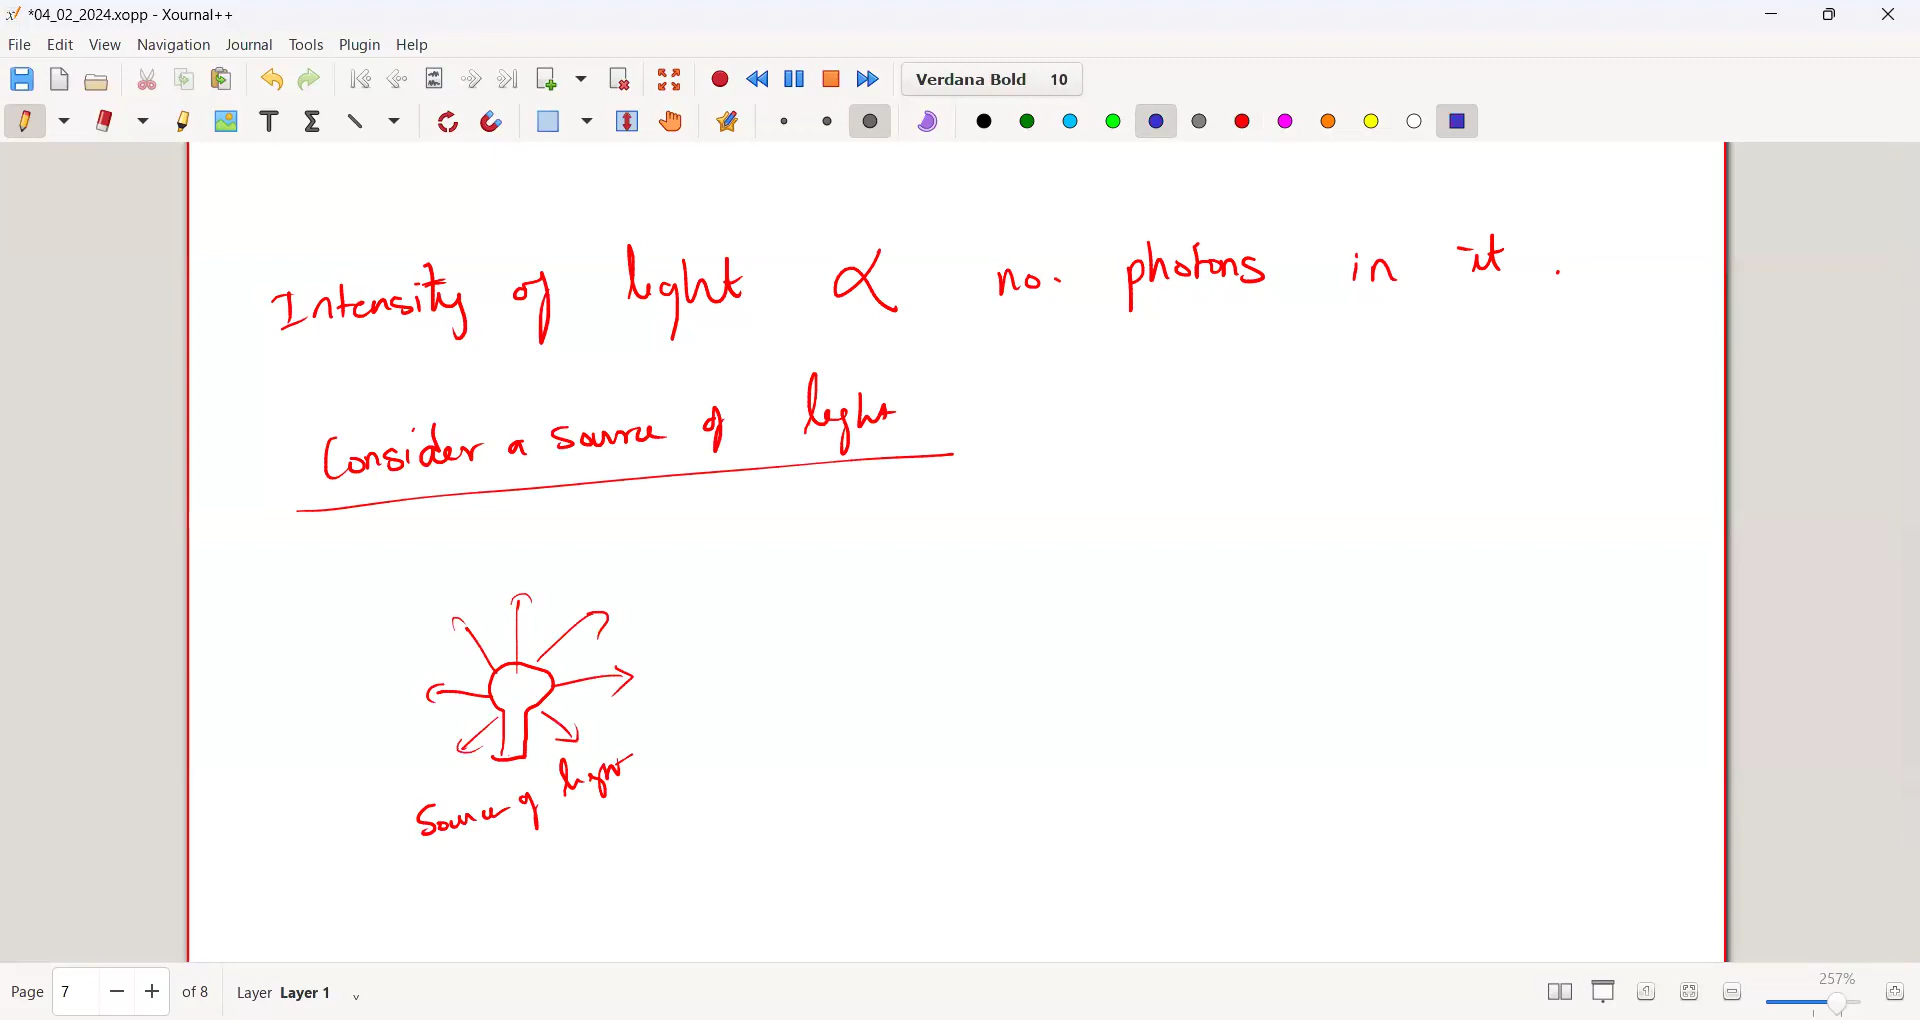 *04_02_2024.xopp - Xournal++
File Edit View Navigation Journal Tools Plugin Help
Verdana Bold 10
Intensity of light ∝ no. photons in it .
Consider a source of light
Source of light
Page 7 of 8 Layer Layer 1
257%